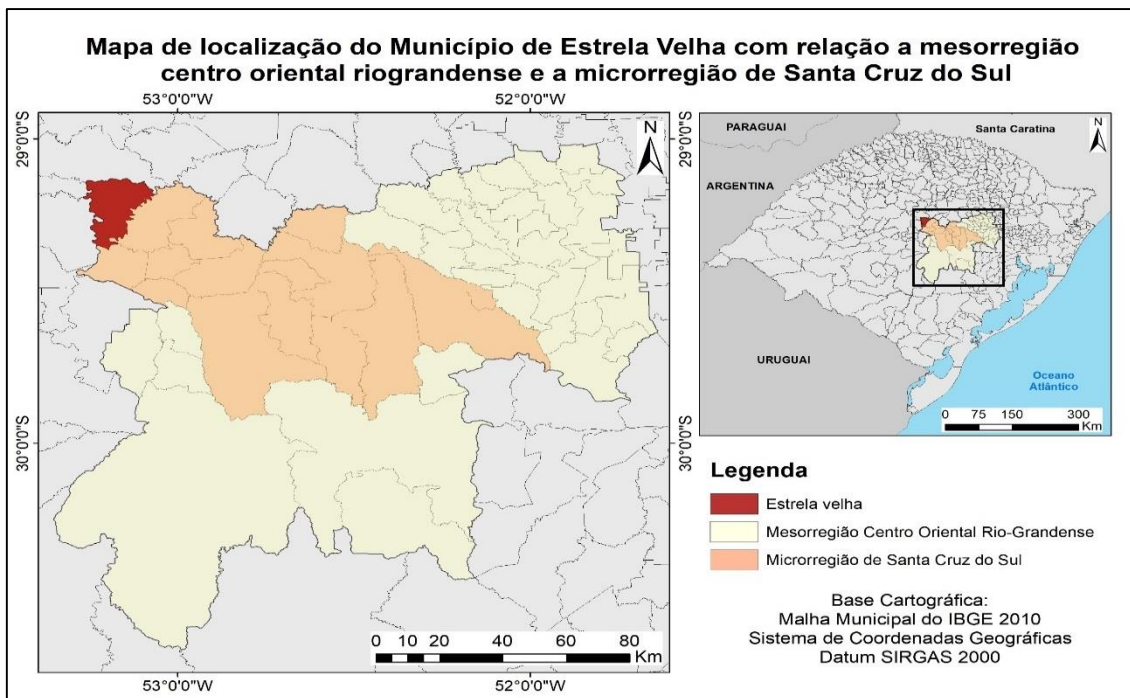 Mapa de localização do Município de Estrela Velha com relação a mesorregião
centro oriental riograndense e a microrregião de Santa Cruz do Sul
53°0'0"W
52°0'0"W
29°0'0"S
29°0'0"S
N
30°0'0"S
30°0'0"S
0 10 20 40 60 80
Km
53°0'0"W
52°0'0"W
PARAGUAI
Santa Caratina
N
ARGENTINA
URUGUAI
Oceano
Atlântico
0 75 150 300
Km
Legenda
Estrela velha
Mesorregião Centro Oriental Rio-Grandense
Microrregião de Santa Cruz do Sul
Base Cartográfica:
Malha Municipal do IBGE 2010
Sistema de Coordenadas Geográficas
Datum SIRGAS 2000